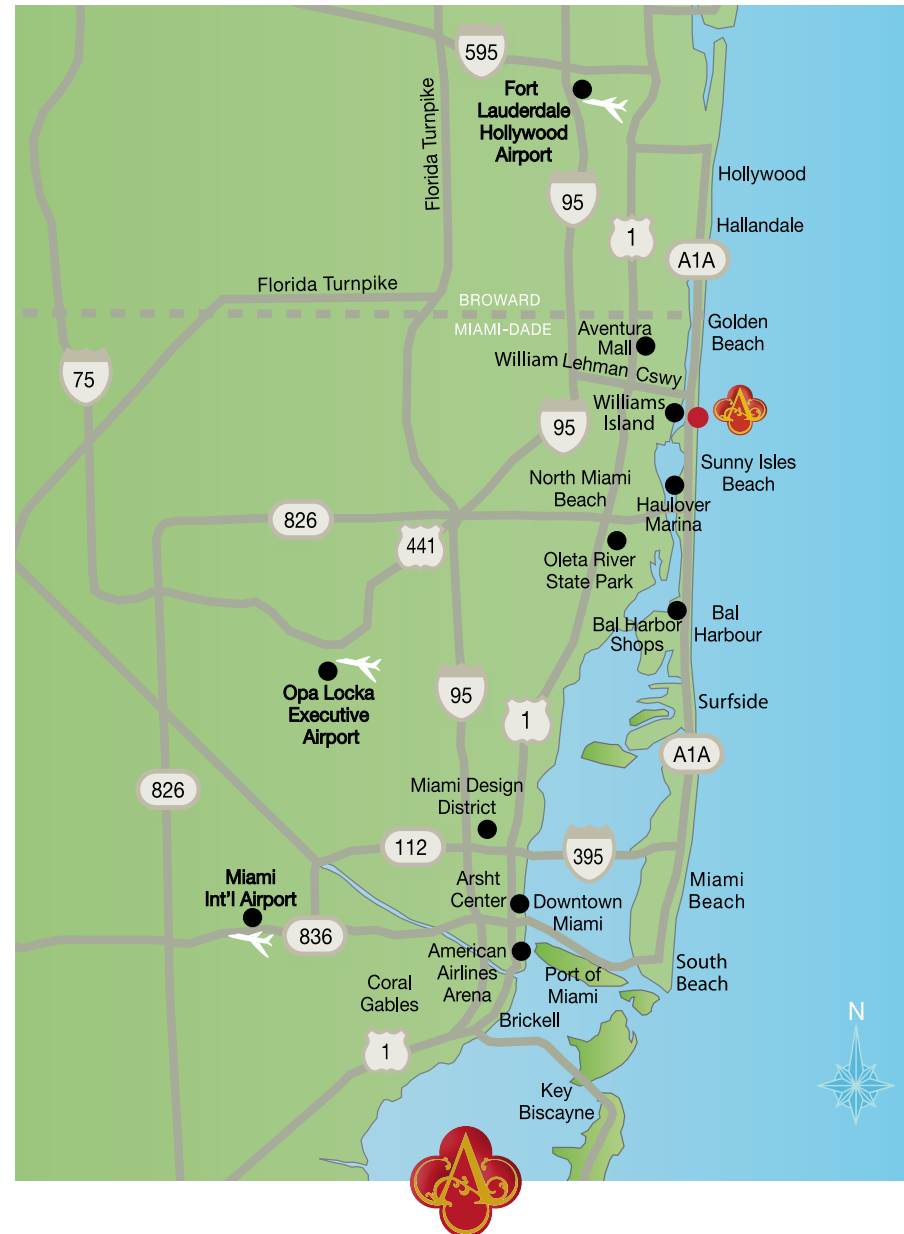 595
Fort
Lauderdale
Hollywood
Airport
Florida Turnpike
Hollywood
95
1
Hallandale
A1A
Florida Turnpike
BROWARD
MIAMI-DADE
Golden
Beach
Aventura
Mall
William Lehman Cswy
75
Williams
Island
A
95
Sunny Isles
Beach
North Miami
Beach
Haulover
Marina
826
441
Oleta River
State Park
Bal Harbor
Shops
Bal
Harbour
Opa Locka
Executive
Airport
95
1
Surfside
A1A
826
Miami Design
District
112
395
Miami
Int'l Airport
Arsht
Center
Downtown
Miami
Miami
Beach
836
American
Airlines
Arena
Port of
Miami
South
Beach
Coral
Gables
Brickell
N
1
Key
Biscayne
A